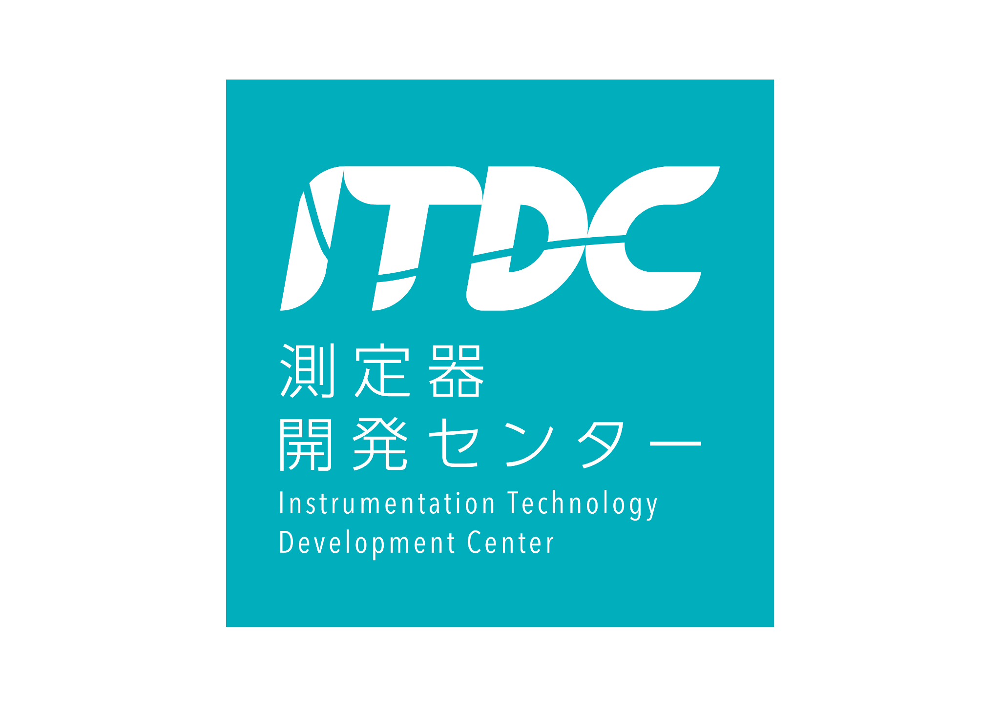 ITDC
測定器
開発センター
Instrumentation Technology
Development Center